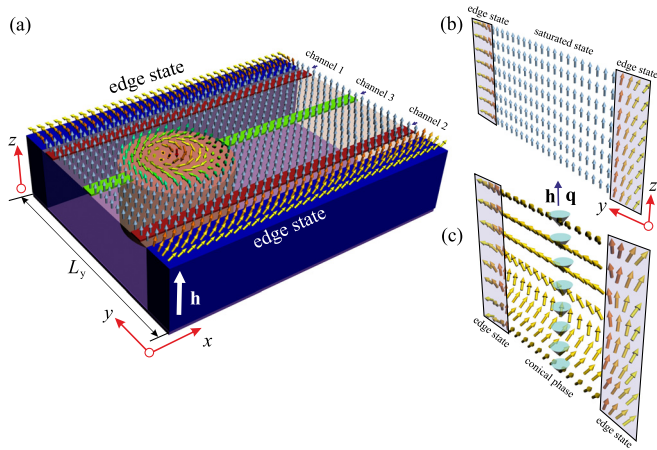 (a)
edge state
channel 1
channel 3
channel 2
z
edge state
L_y
h
y
x
(b)
edge state
saturated state
edge state
h
q
y
z
(c)
edge state
conical phase
edge state